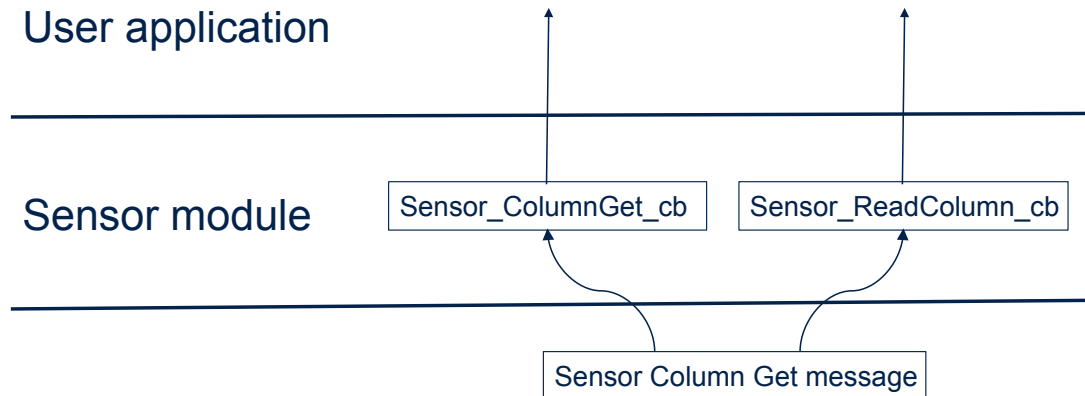 User application
Sensor module
Sensor_ColumnGet_cb
Sensor_ReadColumn_cb
Sensor Column Get message